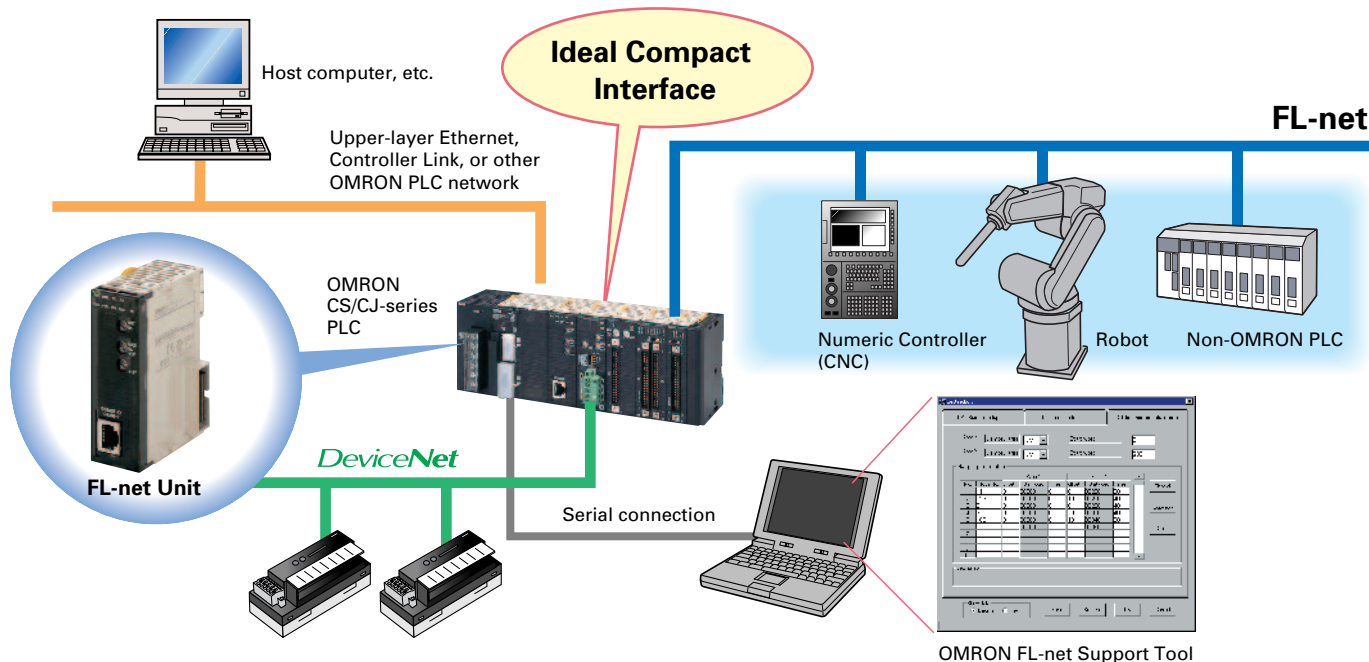 Ideal Compact
Interface
Host computer, etc.
FL-net
Upper-layer Ethernet,
Controller Link, or other
OMRON PLC network
OMRON
CS/CJ-series
PLC
Numeric Controller
(CNC)
Robot
Non-OMRON PLC
FL-net Unit
DeviceNet
Serial connection
OMRON FL-net Support Tool